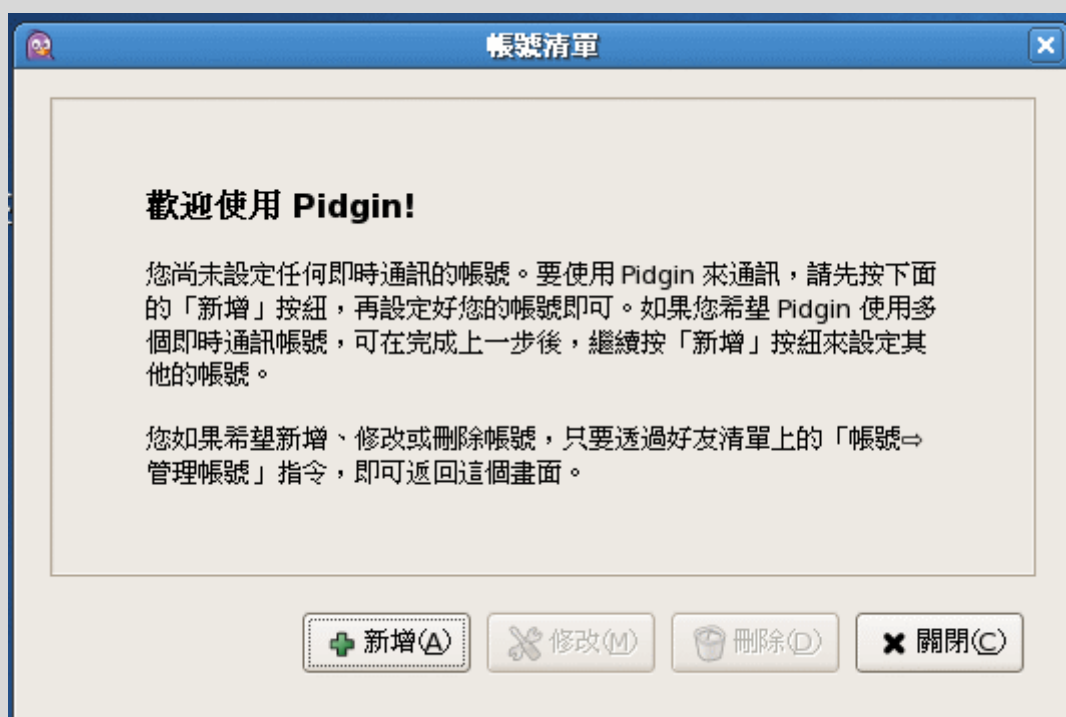 帳號清單
歡迎使用 Pidgin!
您尚未設定任何即時通訊的帳號。要使用 Pidgin 來通訊，請先按下面
的「新增」按紐，再設定好您的帳號即可。如果您希望 Pidgin 使用多
個即時通訊帳號，可在完成上一步後，繼續按「新增」按紐來設定其
他的帳號。
您如果希望新增、修改或刪除帳號，只要透過好友清單上的「帳號⇨
管理帳號」指令，即可返回這個畫面。
新增(A) 修改(M) 刪除(D) 關閉(C)